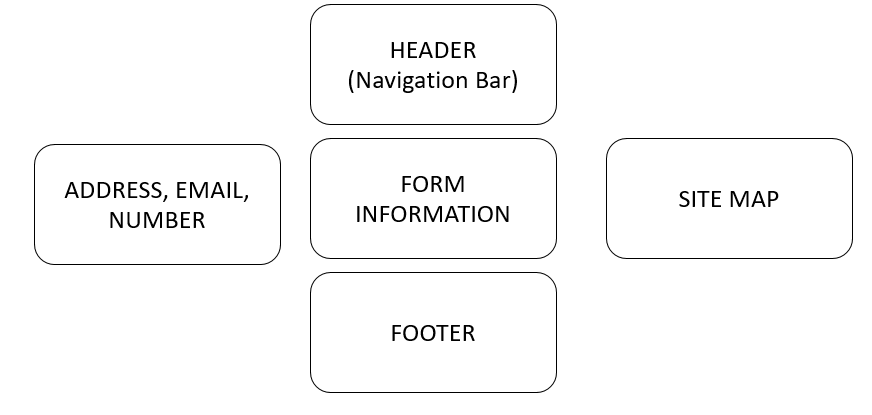 HEADER
(Navigation Bar)
ADDRESS, EMAIL,
NUMBER
FORM
INFORMATION
SITE MAP
FOOTER